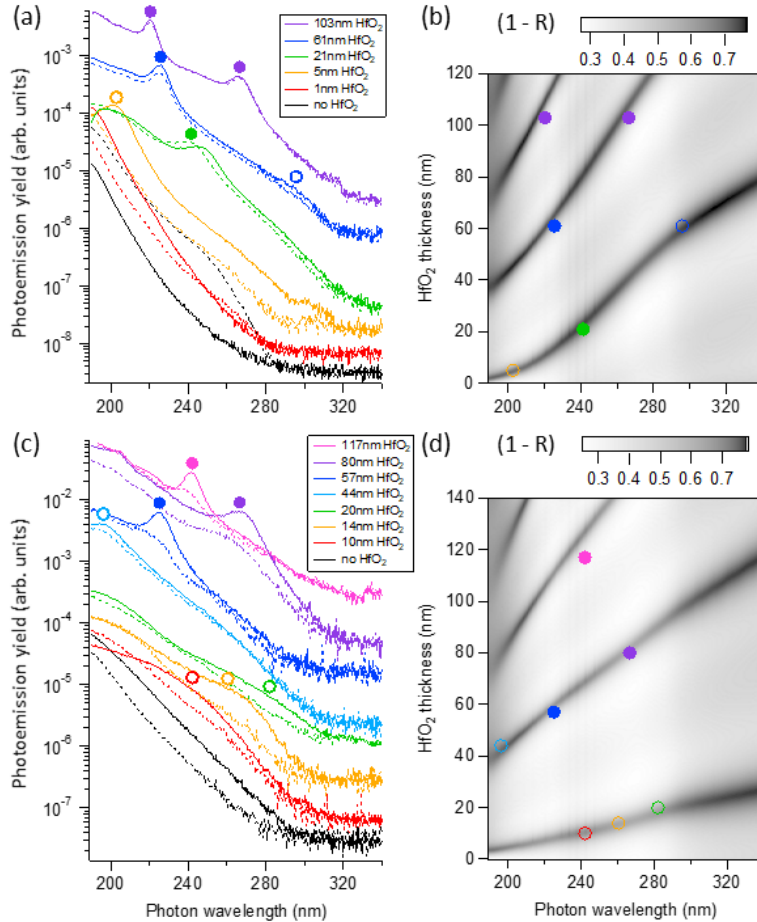 (a)
Photoemission yield (arb. units)
10⁻³
10⁻⁴
10⁻⁵
10⁻⁶
10⁻⁷
10⁻⁸
103nm HfO₂
61nm HfO₂
21nm HfO₂
5nm HfO₂
1nm HfO₂
no HfO₂
200 240 280 320
(b)
(1 - R)
0.3 0.4 0.5 0.6 0.7
HfO₂ thickness (nm)
120
100
80
60
40
20
0
200 240 280 320
(c)
Photoemission yield (arb. units)
10⁻²
10⁻³
10⁻⁴
10⁻⁵
10⁻⁶
10⁻⁷
117nm HfO₂
80nm HfO₂
57nm HfO₂
44nm HfO₂
20nm HfO₂
14nm HfO₂
10nm HfO₂
no HfO₂
200 240 280 320
Photon wavelength (nm)
(d)
(1 - R)
0.3 0.4 0.5 0.6 0.7
HfO₂ thickness (nm)
140
120
100
80
60
40
20
0
200 240 280 320
Photon wavelength (nm)